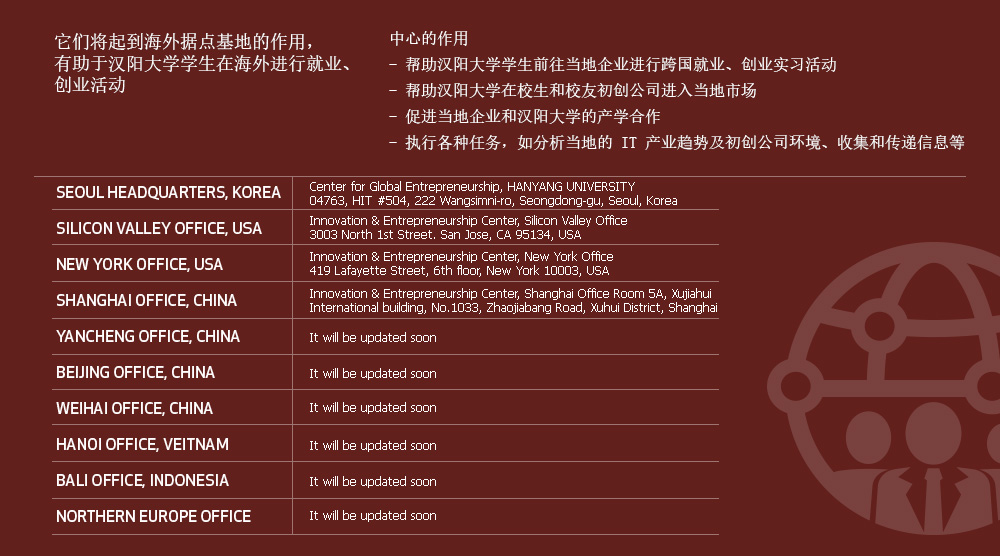 它们将起到海外据点基地的作用，
有助于汉阳大学学生在海外进行就业、
创业活动
中心的作用
– 帮助汉阳大学学生前往当地企业进行跨国就业、创业实习活动
– 帮助汉阳大学在校生和校友初创公司进入当地市场
– 促进当地企业和汉阳大学的产学合作
– 执行各种任务，如分析当地的 IT 产业趋势及初创公司环境、收集和传递信息等
SEOUL HEADQUARTERS, KOREA
Center for Global Entrepreneurship, HANYANG UNIVERSITY
04763, HIT #504, 222 Wangsimni-ro, Seongdong-gu, Seoul, Korea
SILICON VALLEY OFFICE, USA
Innovation & Entrepreneurship Center, Silicon Valley Office
3003 North 1st Street. San Jose, CA 95134, USA
NEW YORK OFFICE, USA
Innovation & Entrepreneurship Center, New York Office
419 Lafayette Street, 6th floor, New York 10003, USA
SHANGHAI OFFICE, CHINA
Innovation & Entrepreneurship Center, Shanghai Office Room 5A, Xujiahui
International building, No.1033, Zhaojiabang Road, Xuhui District, Shanghai
YANCHENG OFFICE, CHINA
It will be updated soon
BEIJING OFFICE, CHINA
It will be updated soon
WEIHAI OFFICE, CHINA
It will be updated soon
HANOI OFFICE, VEITNAM
It will be updated soon
BALI OFFICE, INDONESIA
It will be updated soon
NORTHERN EUROPE OFFICE
It will be updated soon